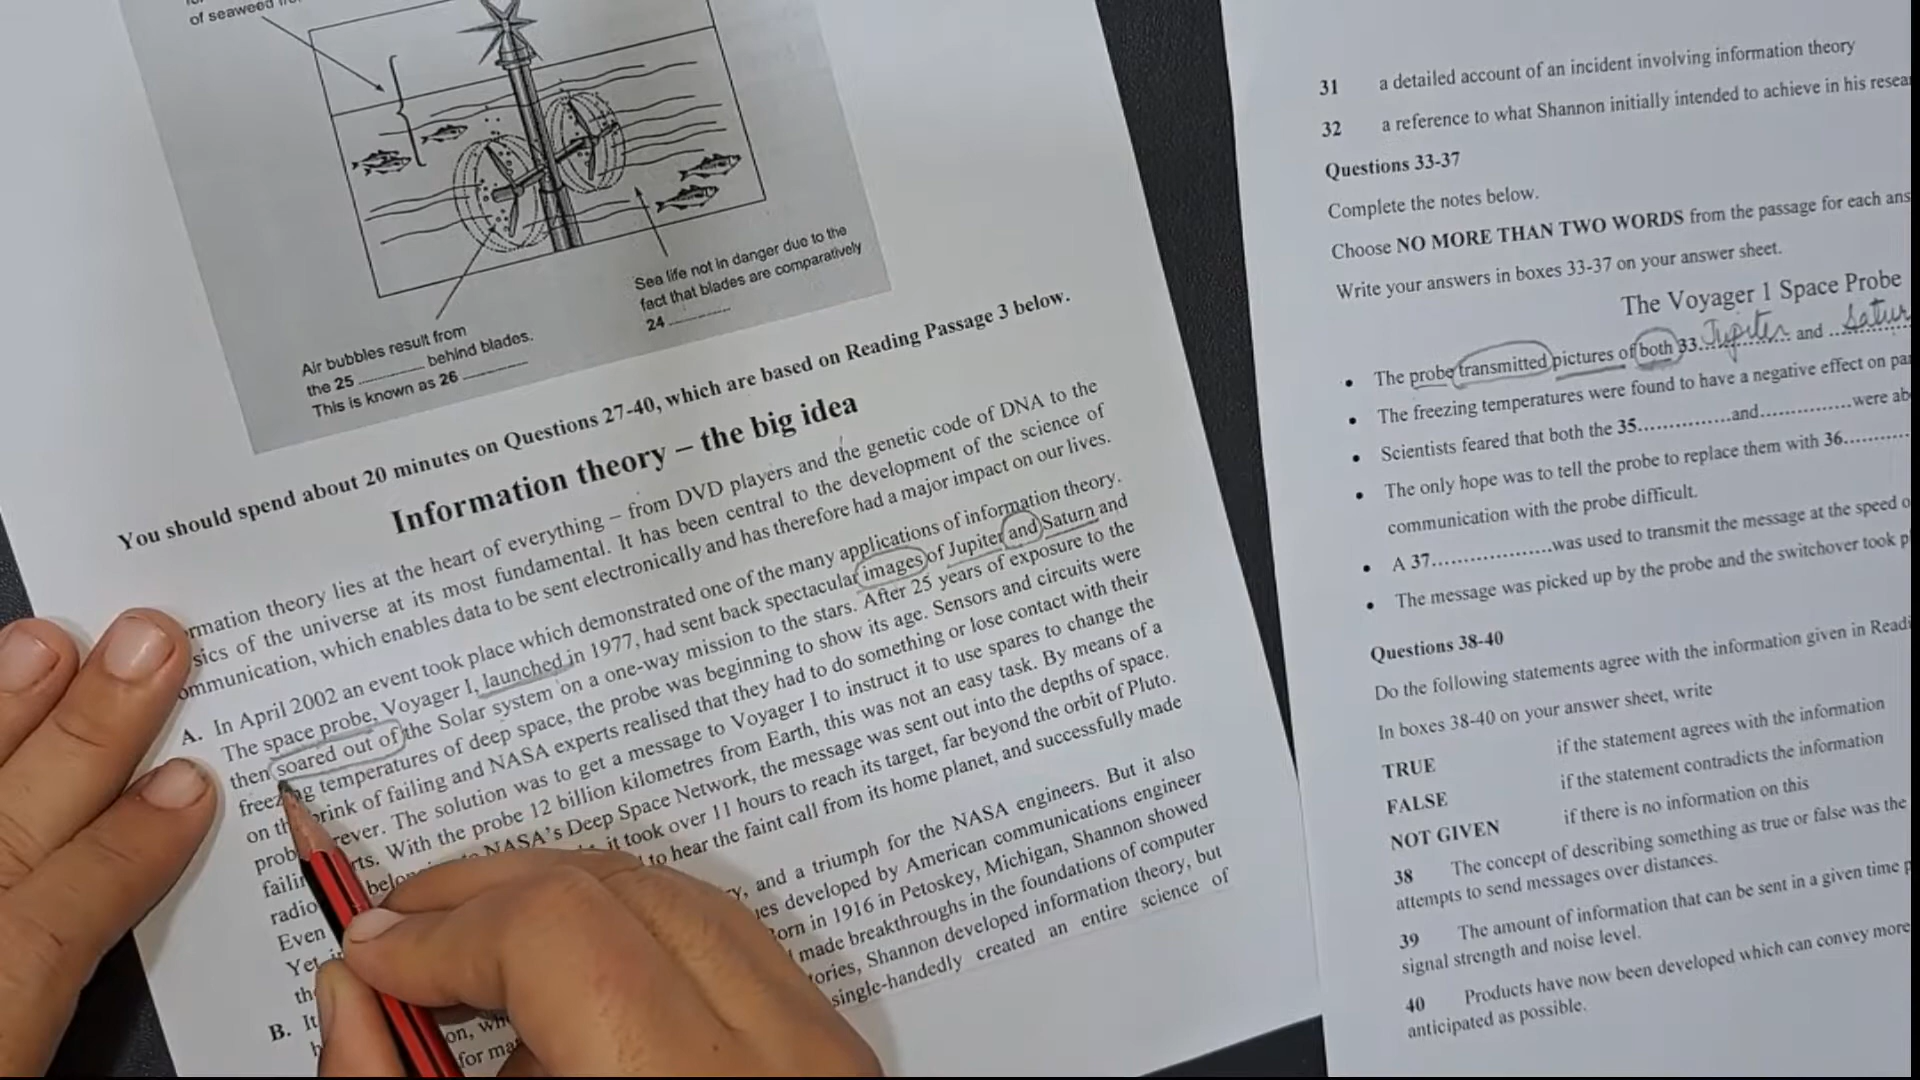 of seaweed
Air bubbles result from
the 25 ________ behind blades.
This is known as 26 ________
Sea life not in danger due to the
fact that blades are comparatively
24 ________
You should spend about 20 minutes on Questions 27-40, which are based on Reading Passage 3 below.
Information theory – the big idea
rmation theory lies at the heart of everything – from DVD players and the genetic code of DNA to the
sics of the universe at its most fundamental. It has been central to the development of the science of
ommunication, which enables data to be sent electronically and has therefore had a major impact on our lives.
A. In April 2002 an event took place which demonstrated one of the many applications of information theory.
The space probe, Voyager I, launched in 1977, had sent back spectacular images of Jupiter and Saturn and
then soared out of the Solar system on a one-way mission to the stars. After 25 years of exposure to the
freezing temperatures of deep space, the probe was beginning to show its age. Sensors and circuits were
on th brink of failing and NASA experts realised that they had to do something or lose contact with their
prob rever. The solution was to get a message to Voyager I to instruct it to use spares to change the
failin rts. With the probe 12 billion kilometres from Earth, this was not an easy task. By means of a
radio belon NASA's Deep Space Network, the message was sent out into the depths of space.
Even it took over 11 hours to reach its target, far beyond the orbit of Pluto.
Yet, to hear the faint call from its home planet, and successfully made
th
B. It y, and a triumph for the NASA engineers. But it also
h ues developed by American communications engineer
orn in 1916 in Petoskey, Michigan, Shannon showed
made breakthroughs in the foundations of computer
on, wh tories, Shannon developed information theory, but
for ma single-handedly created an entire science of
31 a detailed account of an incident involving information theory
32 a reference to what Shannon initially intended to achieve in his resea
Questions 33-37
Complete the notes below.
Choose NO MORE THAN TWO WORDS from the passage for each ans
Write your answers in boxes 33-37 on your answer sheet.
The Voyager 1 Space Probe
• The probe transmitted pictures of both 33....Jupiter.... and ....Satur
• The freezing temperatures were found to have a negative effect on pa
• Scientists feared that both the 35...............and...............were ab
• The only hope was to tell the probe to replace them with 36...........
communication with the probe difficult.
• A 37...................was used to transmit the message at the speed o
• The message was picked up by the probe and the switchover took p
Questions 38-40
Do the following statements agree with the information given in Readi
In boxes 38-40 on your answer sheet, write
TRUE if the statement agrees with the information
FALSE if the statement contradicts the information
NOT GIVEN if there is no information on this
38 The concept of describing something as true or false was the
attempts to send messages over distances.
39 The amount of information that can be sent in a given time p
signal strength and noise level.
40 Products have now been developed which can convey more
anticipated as possible.